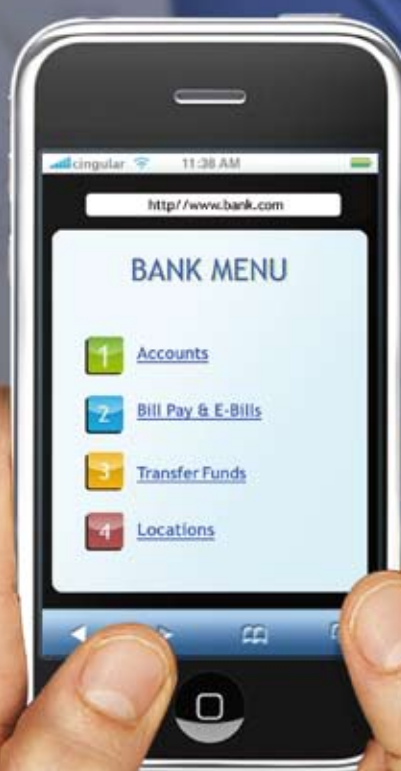 cingular 11:38 AM
http//www.bank.com
BANK MENU
1 Accounts
2 Bill Pay & E-Bills
3 Transfer Funds
4 Locations